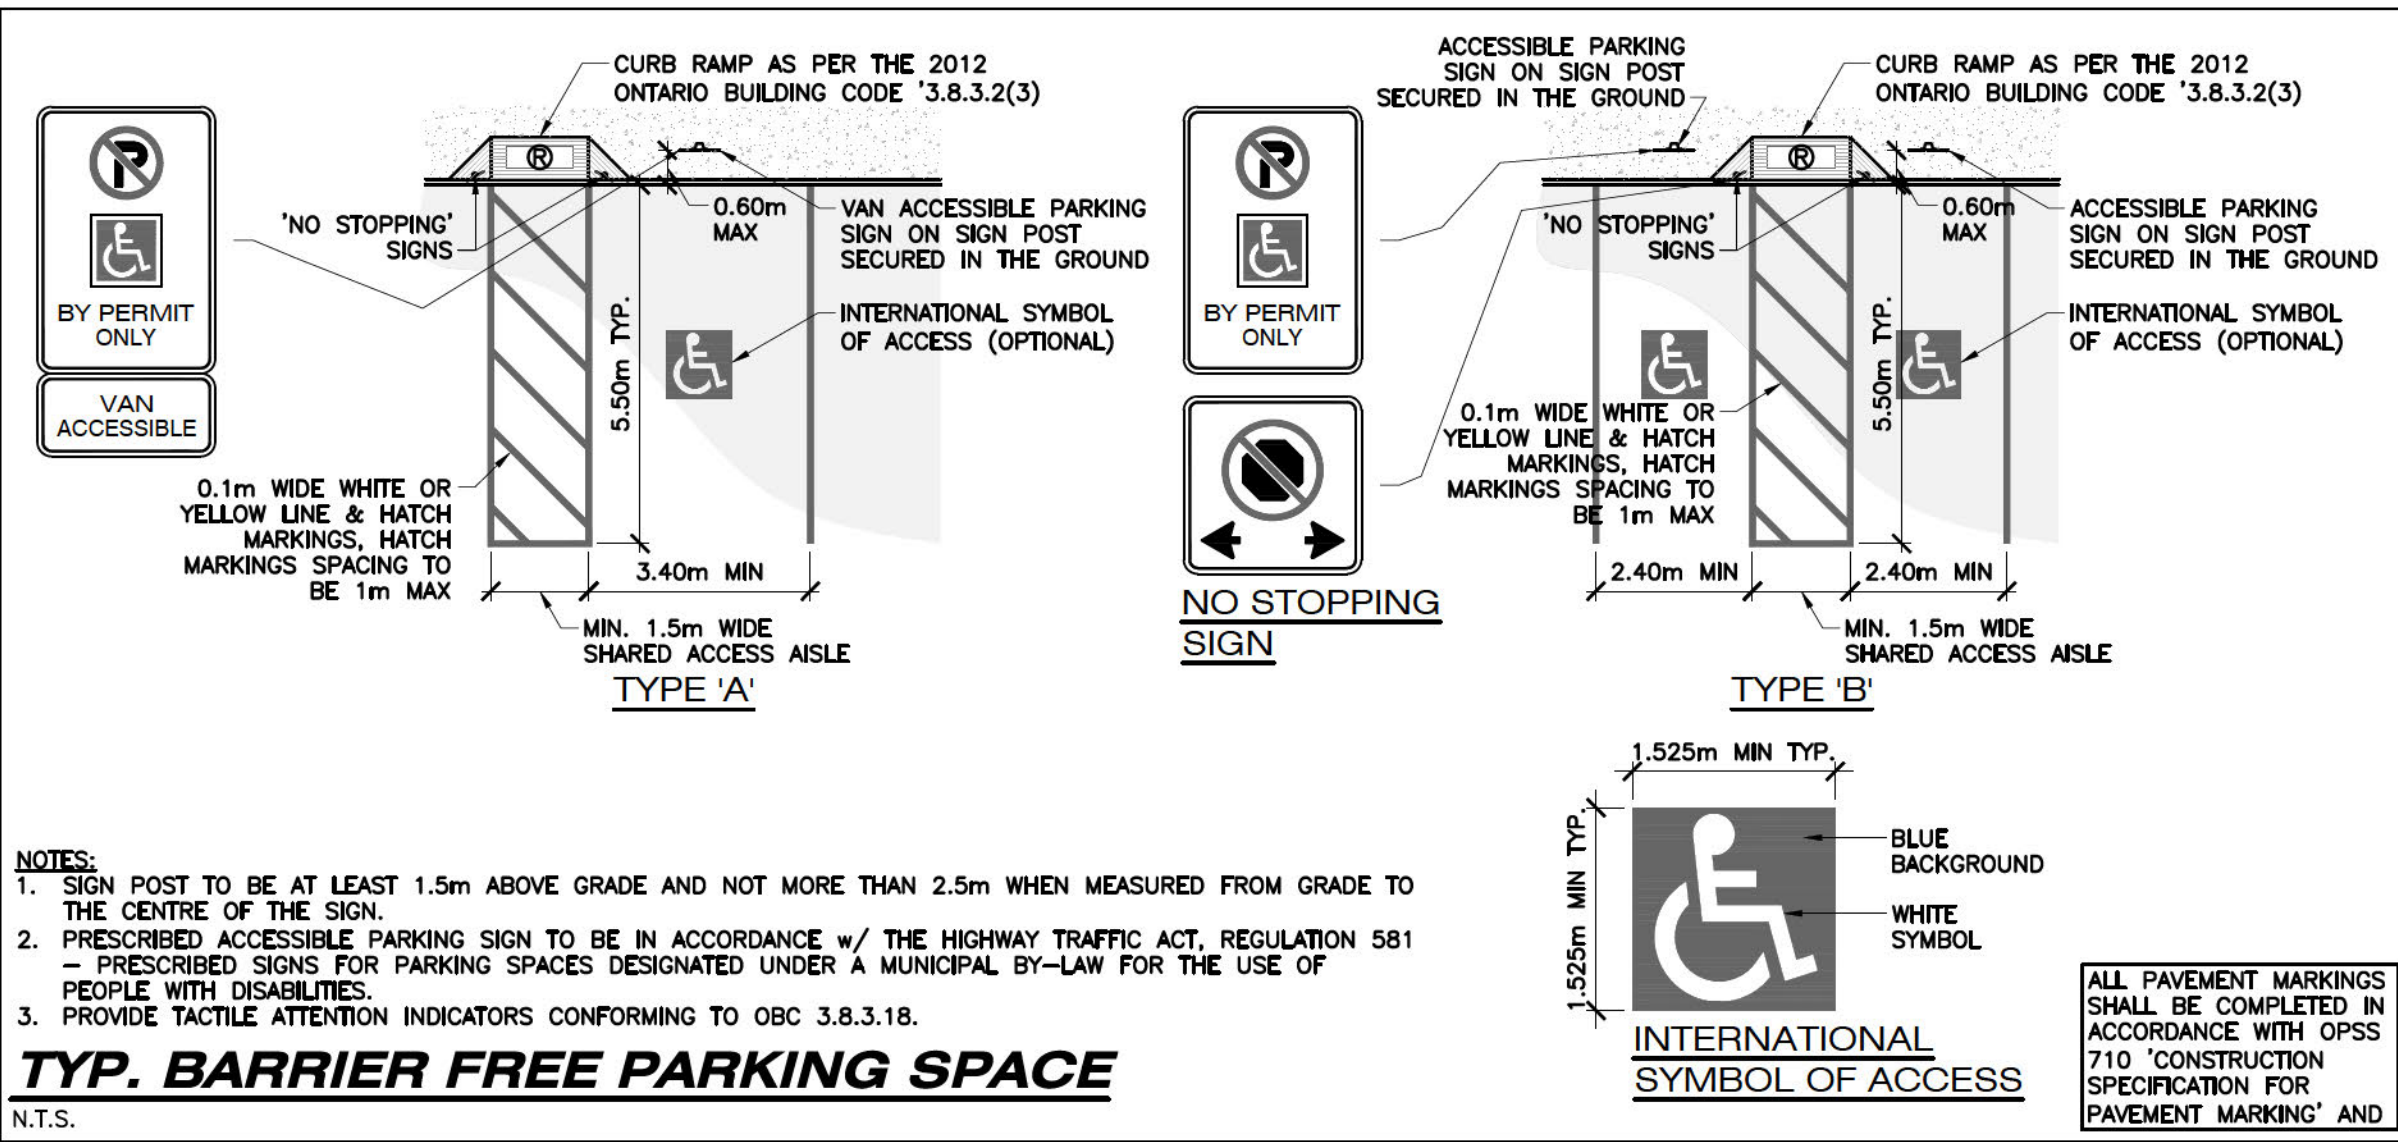 CURB RAMP AS PER THE 2012
ONTARIO BUILDING CODE '3.8.3.2(3)
P
BY PERMIT
ONLY
VAN
ACCESSIBLE
R
'NO STOPPING'
SIGNS
0.60m
MAX
VAN ACCESSIBLE PARKING
SIGN ON SIGN POST
SECURED IN THE GROUND
INTERNATIONAL SYMBOL
OF ACCESS (OPTIONAL)
5.50m TYP.
0.1m WIDE WHITE OR
YELLOW LINE & HATCH
MARKINGS, HATCH
MARKINGS SPACING TO
BE 1m MAX
3.40m MIN
MIN. 1.5m WIDE
SHARED ACCESS AISLE
TYPE 'A'
ACCESSIBLE PARKING
SIGN ON SIGN POST
SECURED IN THE GROUND
CURB RAMP AS PER THE 2012
ONTARIO BUILDING CODE '3.8.3.2(3)
P
BY PERMIT
ONLY
NO STOPPING
SIGN
R
'NO STOPPING'
SIGNS
0.60m
MAX
ACCESSIBLE PARKING
SIGN ON SIGN POST
SECURED IN THE GROUND
INTERNATIONAL SYMBOL
OF ACCESS (OPTIONAL)
5.50m TYP.
0.1m WIDE WHITE OR
YELLOW LINE & HATCH
MARKINGS, HATCH
MARKINGS SPACING TO
BE 1m MAX
2.40m MIN
2.40m MIN
MIN. 1.5m WIDE
SHARED ACCESS AISLE
TYPE 'B'
1.525m MIN TYP.
1.525m MIN TYP.
BLUE
BACKGROUND
WHITE
SYMBOL
INTERNATIONAL
SYMBOL OF ACCESS
NOTES:
1. SIGN POST TO BE AT LEAST 1.5m ABOVE GRADE AND NOT MORE THAN 2.5m WHEN MEASURED FROM GRADE TO
THE CENTRE OF THE SIGN.
2. PRESCRIBED ACCESSIBLE PARKING SIGN TO BE IN ACCORDANCE w/ THE HIGHWAY TRAFFIC ACT, REGULATION 581
– PRESCRIBED SIGNS FOR PARKING SPACES DESIGNATED UNDER A MUNICIPAL BY–LAW FOR THE USE OF
PEOPLE WITH DISABILITIES.
3. PROVIDE TACTILE ATTENTION INDICATORS CONFORMING TO OBC 3.8.3.18.
TYP. BARRIER FREE PARKING SPACE
N.T.S.
ALL PAVEMENT MARKINGS
SHALL BE COMPLETED IN
ACCORDANCE WITH OPSS
710 'CONSTRUCTION
SPECIFICATION FOR
PAVEMENT MARKING' AND